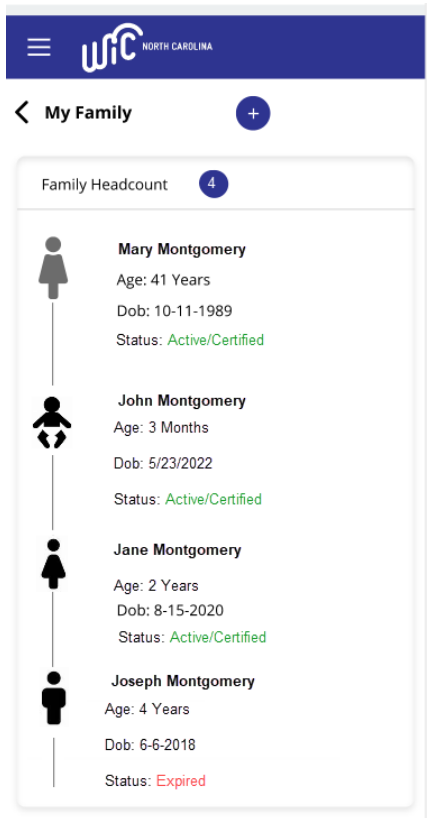 WiC NORTH CAROLINA
My Family +
Family Headcount 4
Mary Montgomery
Age: 41 Years
Dob: 10-11-1989
Status: Active/Certified
John Montgomery
Age: 3 Months
Dob: 5/23/2022
Status: Active/Certified
Jane Montgomery
Age: 2 Years
Dob: 8-15-2020
Status: Active/Certified
Joseph Montgomery
Age: 4 Years
Dob: 6-6-2018
Status: Expired